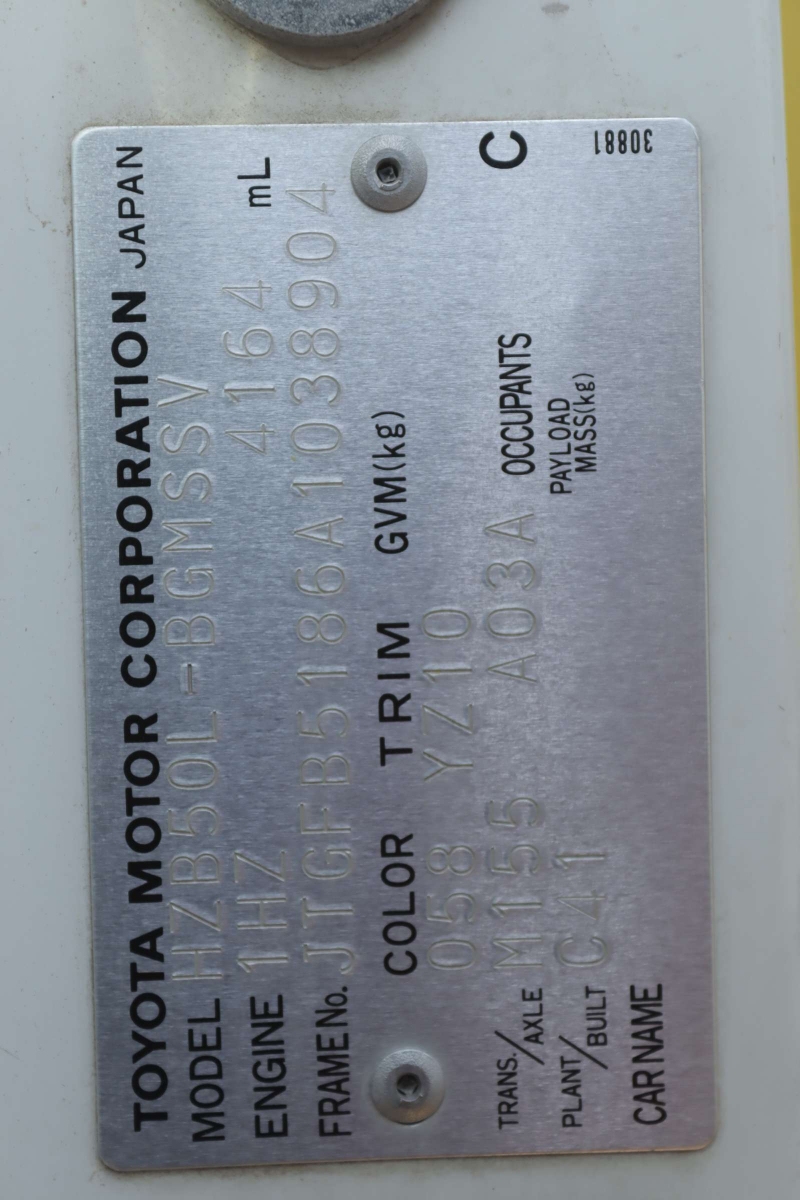 TOYOTA MOTOR CORPORATION JAPAN
MODEL HZB50L-BGMSSV
ENGINE 1HZ 4164 mL
FRAME No. JTGFB5186A1038904
COLOR TRIM GVM(kg)
058 YZ10
TRANS./AXLE M155 A03A OCCUPANTS C
PLANT/BUILT C41 PAYLOAD MASS(kg)
CAR NAME
30881